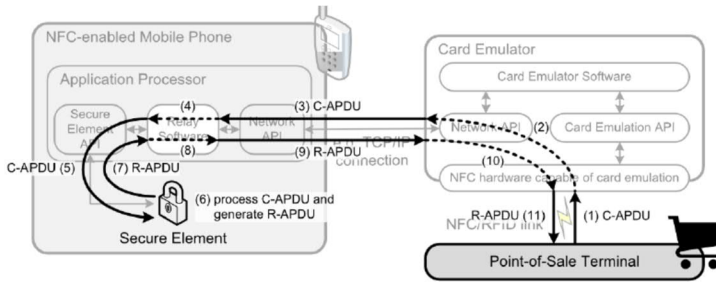 NFC-enabled Mobile Phone
Application Processor
Secure
Element
API
Relay
Software
Network
API
(4)
(8)
(3) C-APDU
(9) R-APDU
TCP/IP
connection
C-APDU (5)
(7) R-APDU
(6) process C-APDU and
generate R-APDU
Secure Element
Card Emulator
Card Emulator Software
Network API
(2)
Card Emulation API
(10)
NFC hardware capable of card emulation
R-APDU (11)
(1) C-APDU
NFC/RFID link
Point-of-Sale Terminal